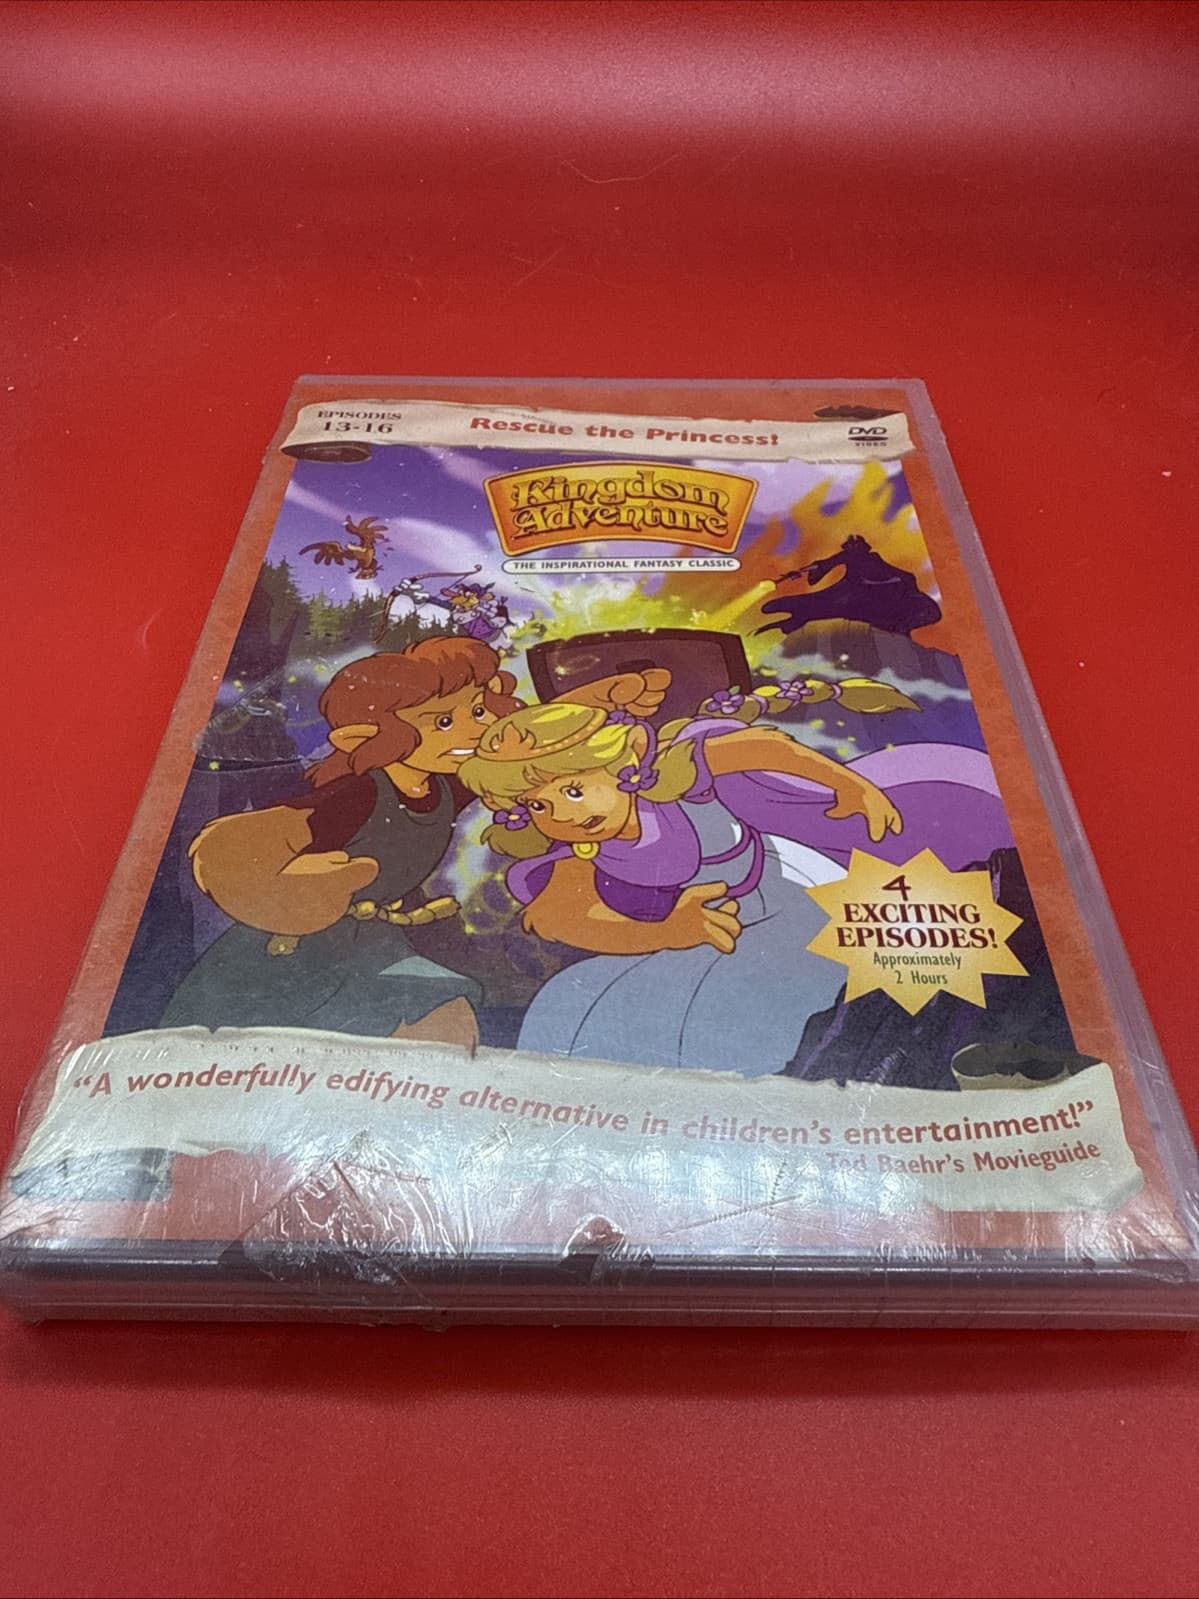 EPISODES
13-16
Rescue the Princess!
DVD
VIDEO
Kingdom
Adventure
THE INSPIRATIONAL FANTASY CLASSIC
4
EXCITING
EPISODES!
Approximately
2 Hours
“A wonderfully edifying alternative in children's entertainment!”
Ted Baehr's Movieguide